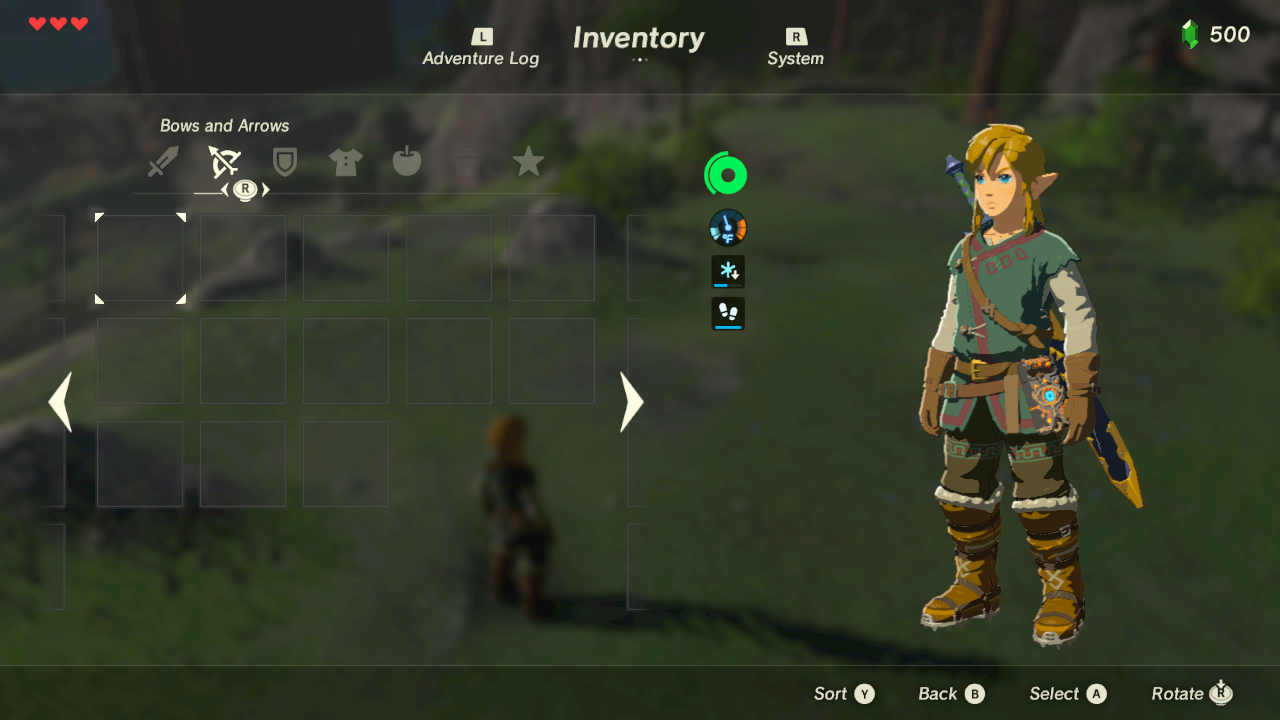 L
Adventure Log
Inventory
R
System
500
Bows and Arrows
R
°F
Sort Y
Back B
Select A
Rotate R